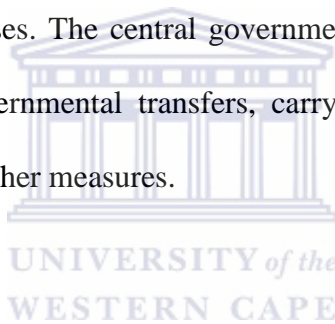 ses. The central governme
ernmental transfers, carry
her measures.
UNIVERSITY of the
WESTERN CAPE